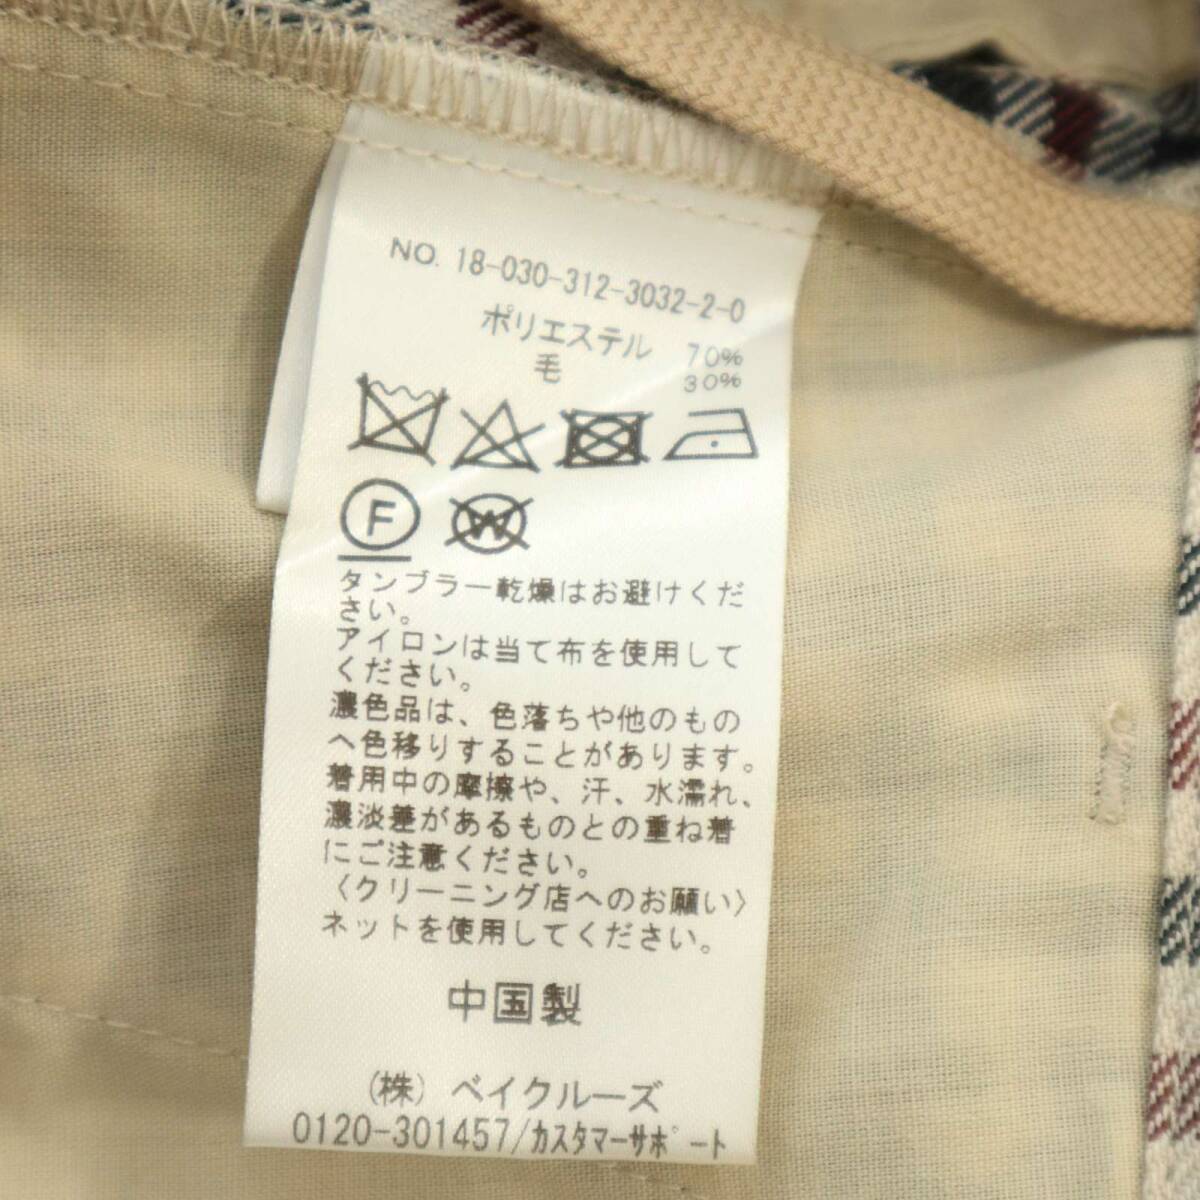 NO. 18-030-312-3032-2-0
ポリエステル 70%
毛 30%
F W
タンブラー乾燥はお避けくだ
さい。
アイロンは当て布を使用して
ください。
濃色品は、色落ちや他のもの
へ色移りすることがあります。
着用中の摩擦や、汗、水濡れ、
濃淡差があるものとの重ね着
にご注意ください。
〈クリーニング店へのお願い〉
ネットを使用してください。
中国製
(株) ベイクルーズ
0120-301457/カスタマーサポート